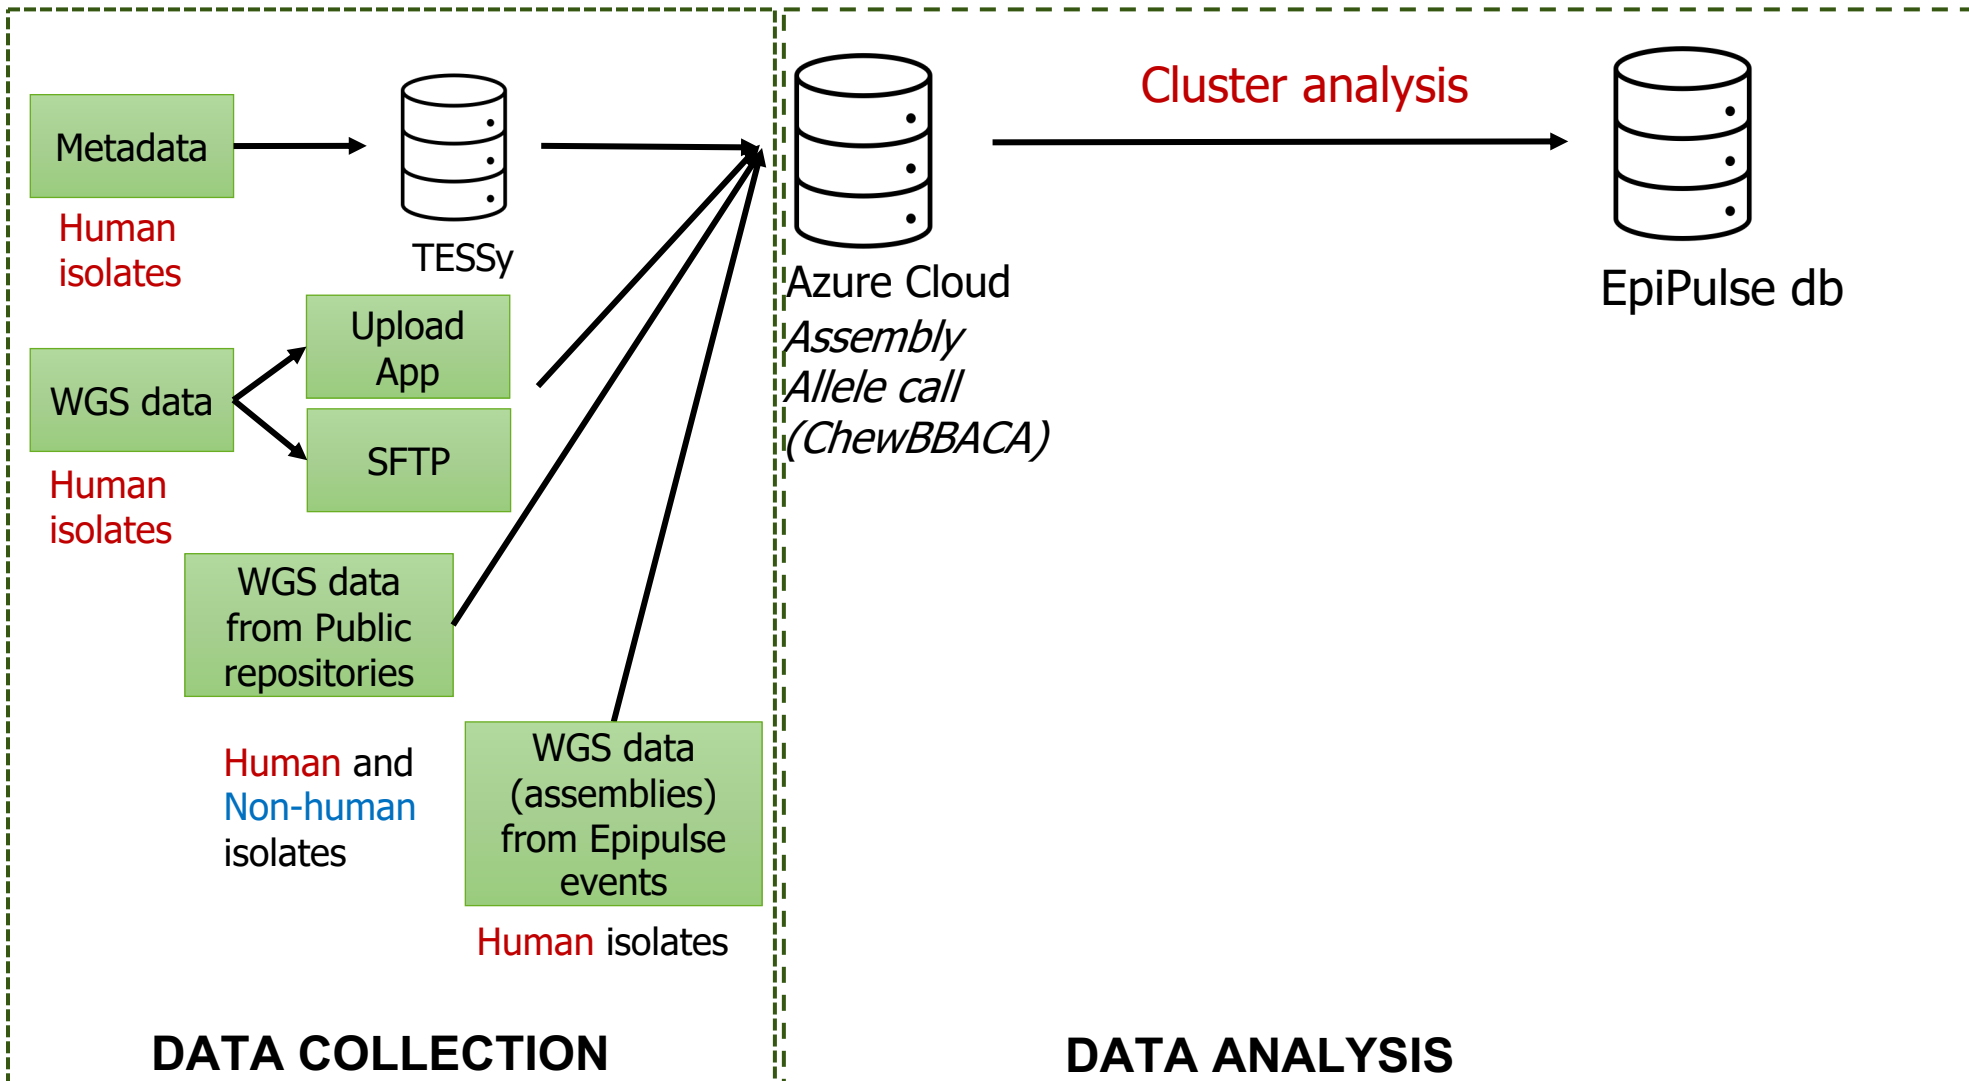 Metadata
Human
isolates
TESSy
Upload
App
WGS data
SFTP
Human
isolates
WGS data
from Public
repositories
Human and
Non-human
isolates
WGS data
(assemblies)
from Epipulse
events
Human isolates
DATA COLLECTION
Cluster analysis
Azure Cloud
Assembly
Allele call
(ChewBBACA)
EpiPulse db
DATA ANALYSIS